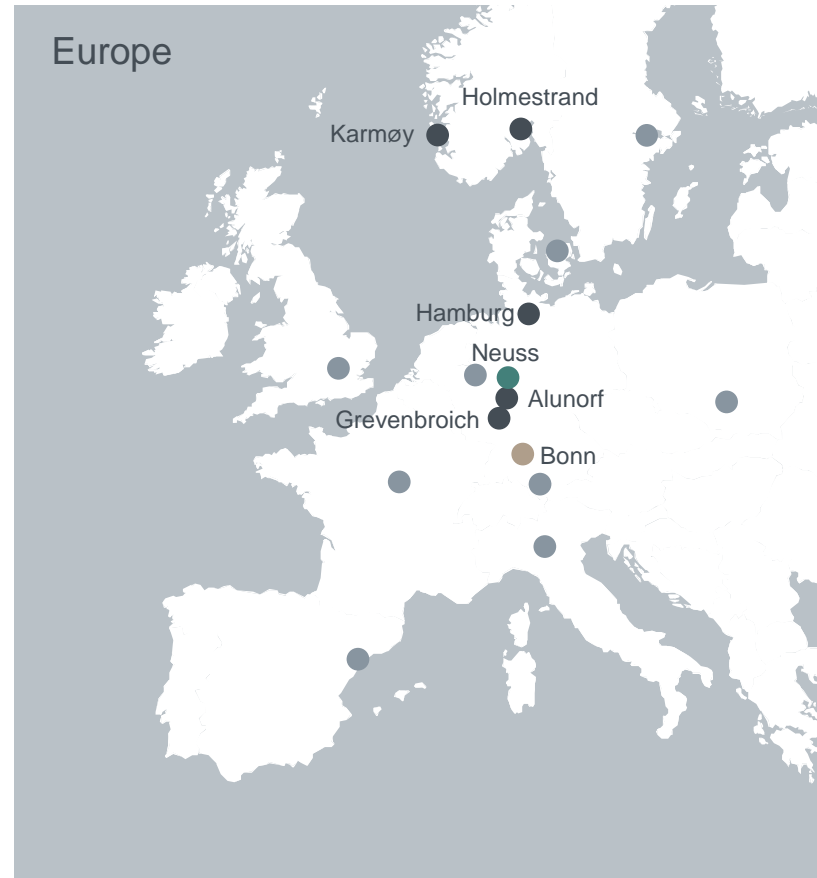 Europe
Holmestrand
Karmøy
Hamburg
Neuss
Alunorf
Grevenbroich
Bonn